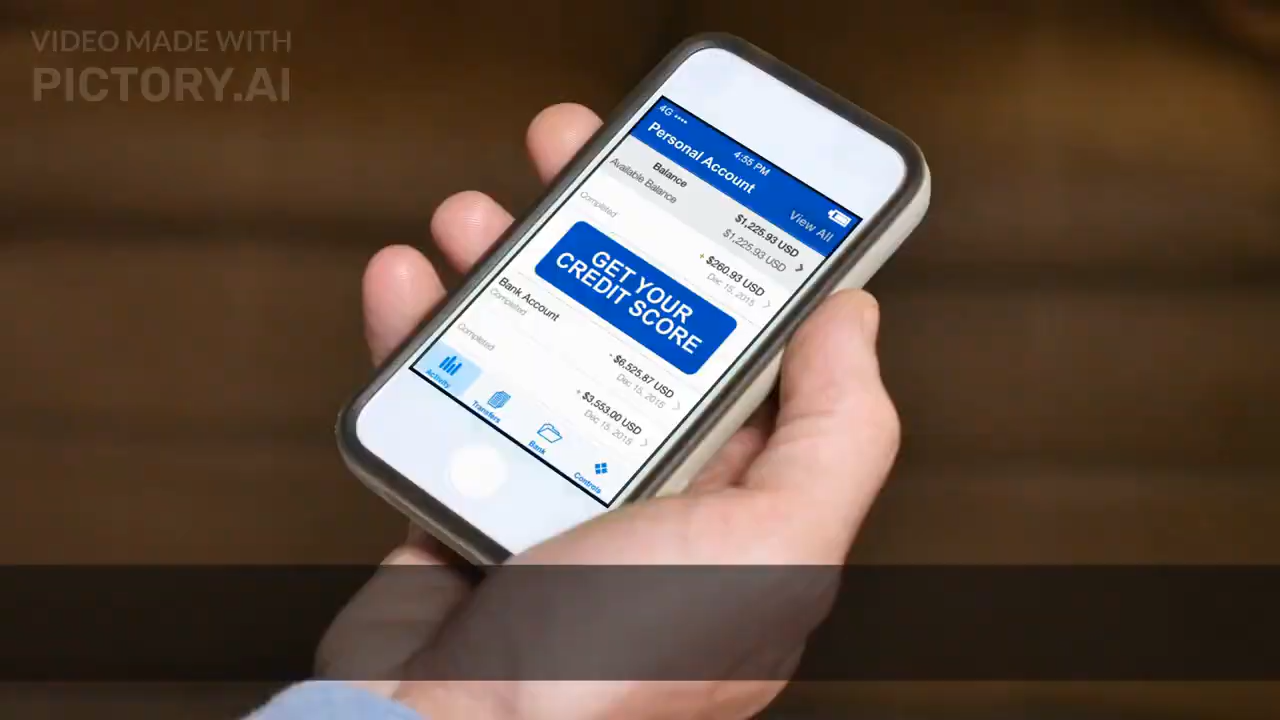 VIDEO MADE WITH
PICTORY.AI
4G
4:55 PM
Personal Account
View All
Balance
$1,225.93 USD
Available Balance
$1,225.93 USD
+ $260.93 USD
Completed
Dec 15, 2015
GET YOUR
CREDIT SCORE
Bank Account
- $6,525.87 USD
Completed
Dec 15, 2015
+ $3,553.00 USD
Completed
Dec 15, 2015
Activity
Transfers
Bank
Controls